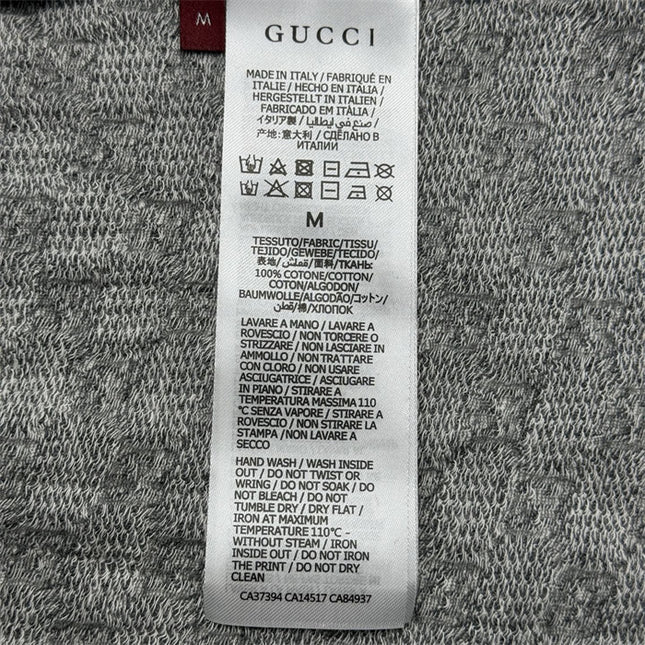 M
GUCCI
MADE IN ITALY / FABRIQUÉ EN
ITALIE / HECHO EN ITALIA /
HERGESTELLT IN ITALIEN /
FABRICADO EM ITÀLIA /
イタリア製 / صنع في إيطاليا /
产地: 意大利 / СДЕЛАНО В
ИТАЛИИ
M
TESSUTO/FABRIC/TISSU/
TEJIDO/GEWEBE/TECIDO/
表地/قماش/面料/ТКАНЬ:
100% COTONE/COTTON/
COTON/ALGODON/
BAUMWOLLE/ALGODÃO/コットン/
قطن/棉/ХЛОПОК
LAVARE A MANO / LAVARE A
ROVESCIO / NON TORCERE O
STRIZZARE / NON LASCIARE IN
AMMOLLO / NON TRATTARE
CON CLORO / NON USARE
ASCIUGATRICE / ASCIUGARE
IN PIANO / STIRARE A
TEMPERATURA MASSIMA 110
°C SENZA VAPORE / STIRARE A
ROVESCIO / NON STIRARE LA
STAMPA / NON LAVARE A
SECCO
HAND WASH / WASH INSIDE
OUT / DO NOT TWIST OR
WRING / DO NOT SOAK / DO
NOT BLEACH / DO NOT
TUMBLE DRY / DRY FLAT /
IRON AT MAXIMUM
TEMPERATURE 110°C –
WITHOUT STEAM / IRON
INSIDE OUT / DO NOT IRON
THE PRINT / DO NOT DRY
CLEAN
CA37394 CA14517 CA84937